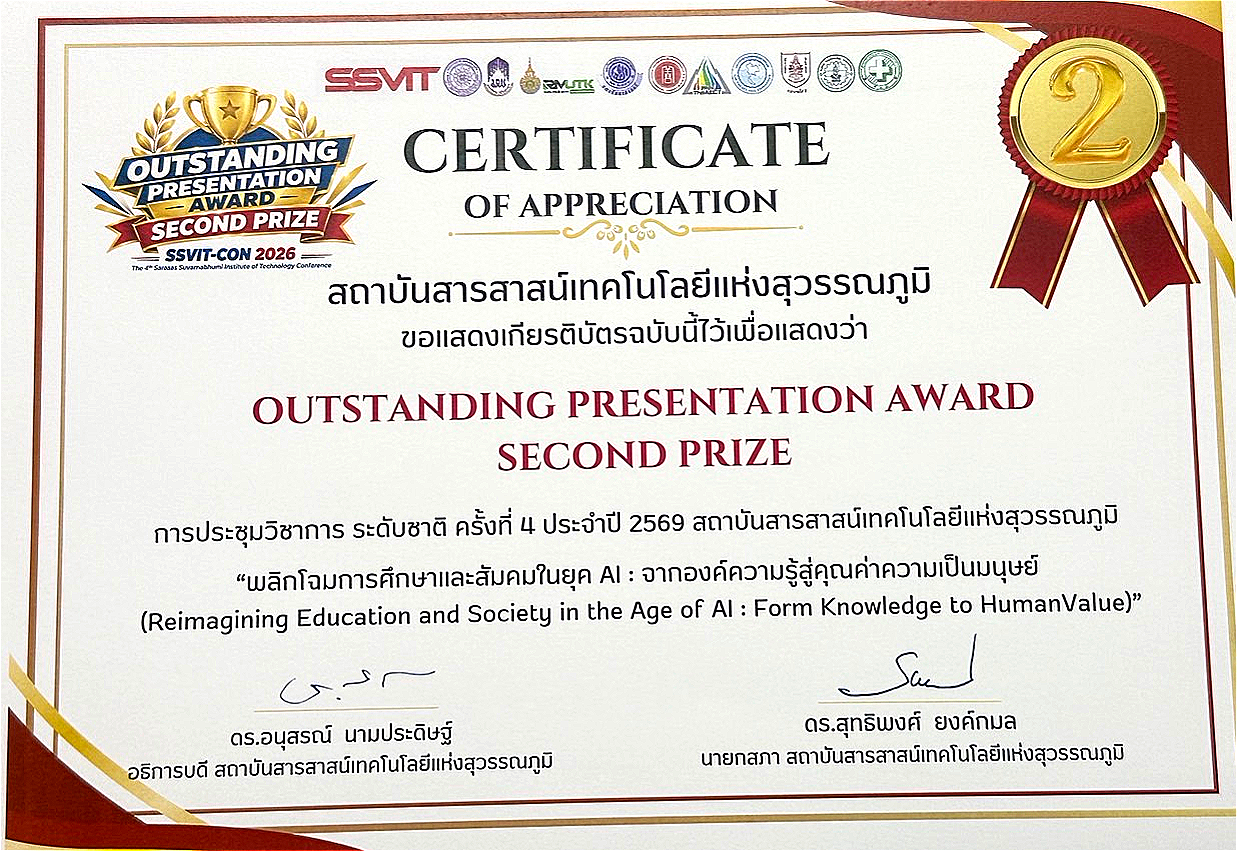 SSVIT
RMUTK
OUTSTANDING
PRESENTATION
AWARD
SECOND PRIZE
SSVIT-CON 2026
The 4th Sarasas Suvarnabhumi Institute of Technology Conference
2
CERTIFICATE
OF APPRECIATION
สถาบันสารสาสน์เทคโนโลยีแห่งสุวรรณภูมิ
ขอแสดงเกียรติบัตรฉบับนี้ไว้เพื่อแสดงว่า
OUTSTANDING PRESENTATION AWARD
SECOND PRIZE
การประชุมวิชาการ ระดับชาติ ครั้งที่ 4 ประจำปี 2569 สถาบันสารสาสน์เทคโนโลยีแห่งสุวรรณภูมิ
“พลิกโฉมการศึกษาและสัมคมในยุค AI : จากองค์ความรู้สู่คุณค่าความเป็นมนุษย์
(Reimagining Education and Society in the Age of AI : Form Knowledge to HumanValue)”
ดร.อนุสรณ์ นามประดิษฐ์
อธิการบดี สถาบันสารสาสน์เทคโนโลยีแห่งสุวรรณภูมิ
ดร.สุทธิพงศ์ ยงค์กมล
นายกสภา สถาบันสารสาสน์เทคโนโลยีแห่งสุวรรณภูมิ